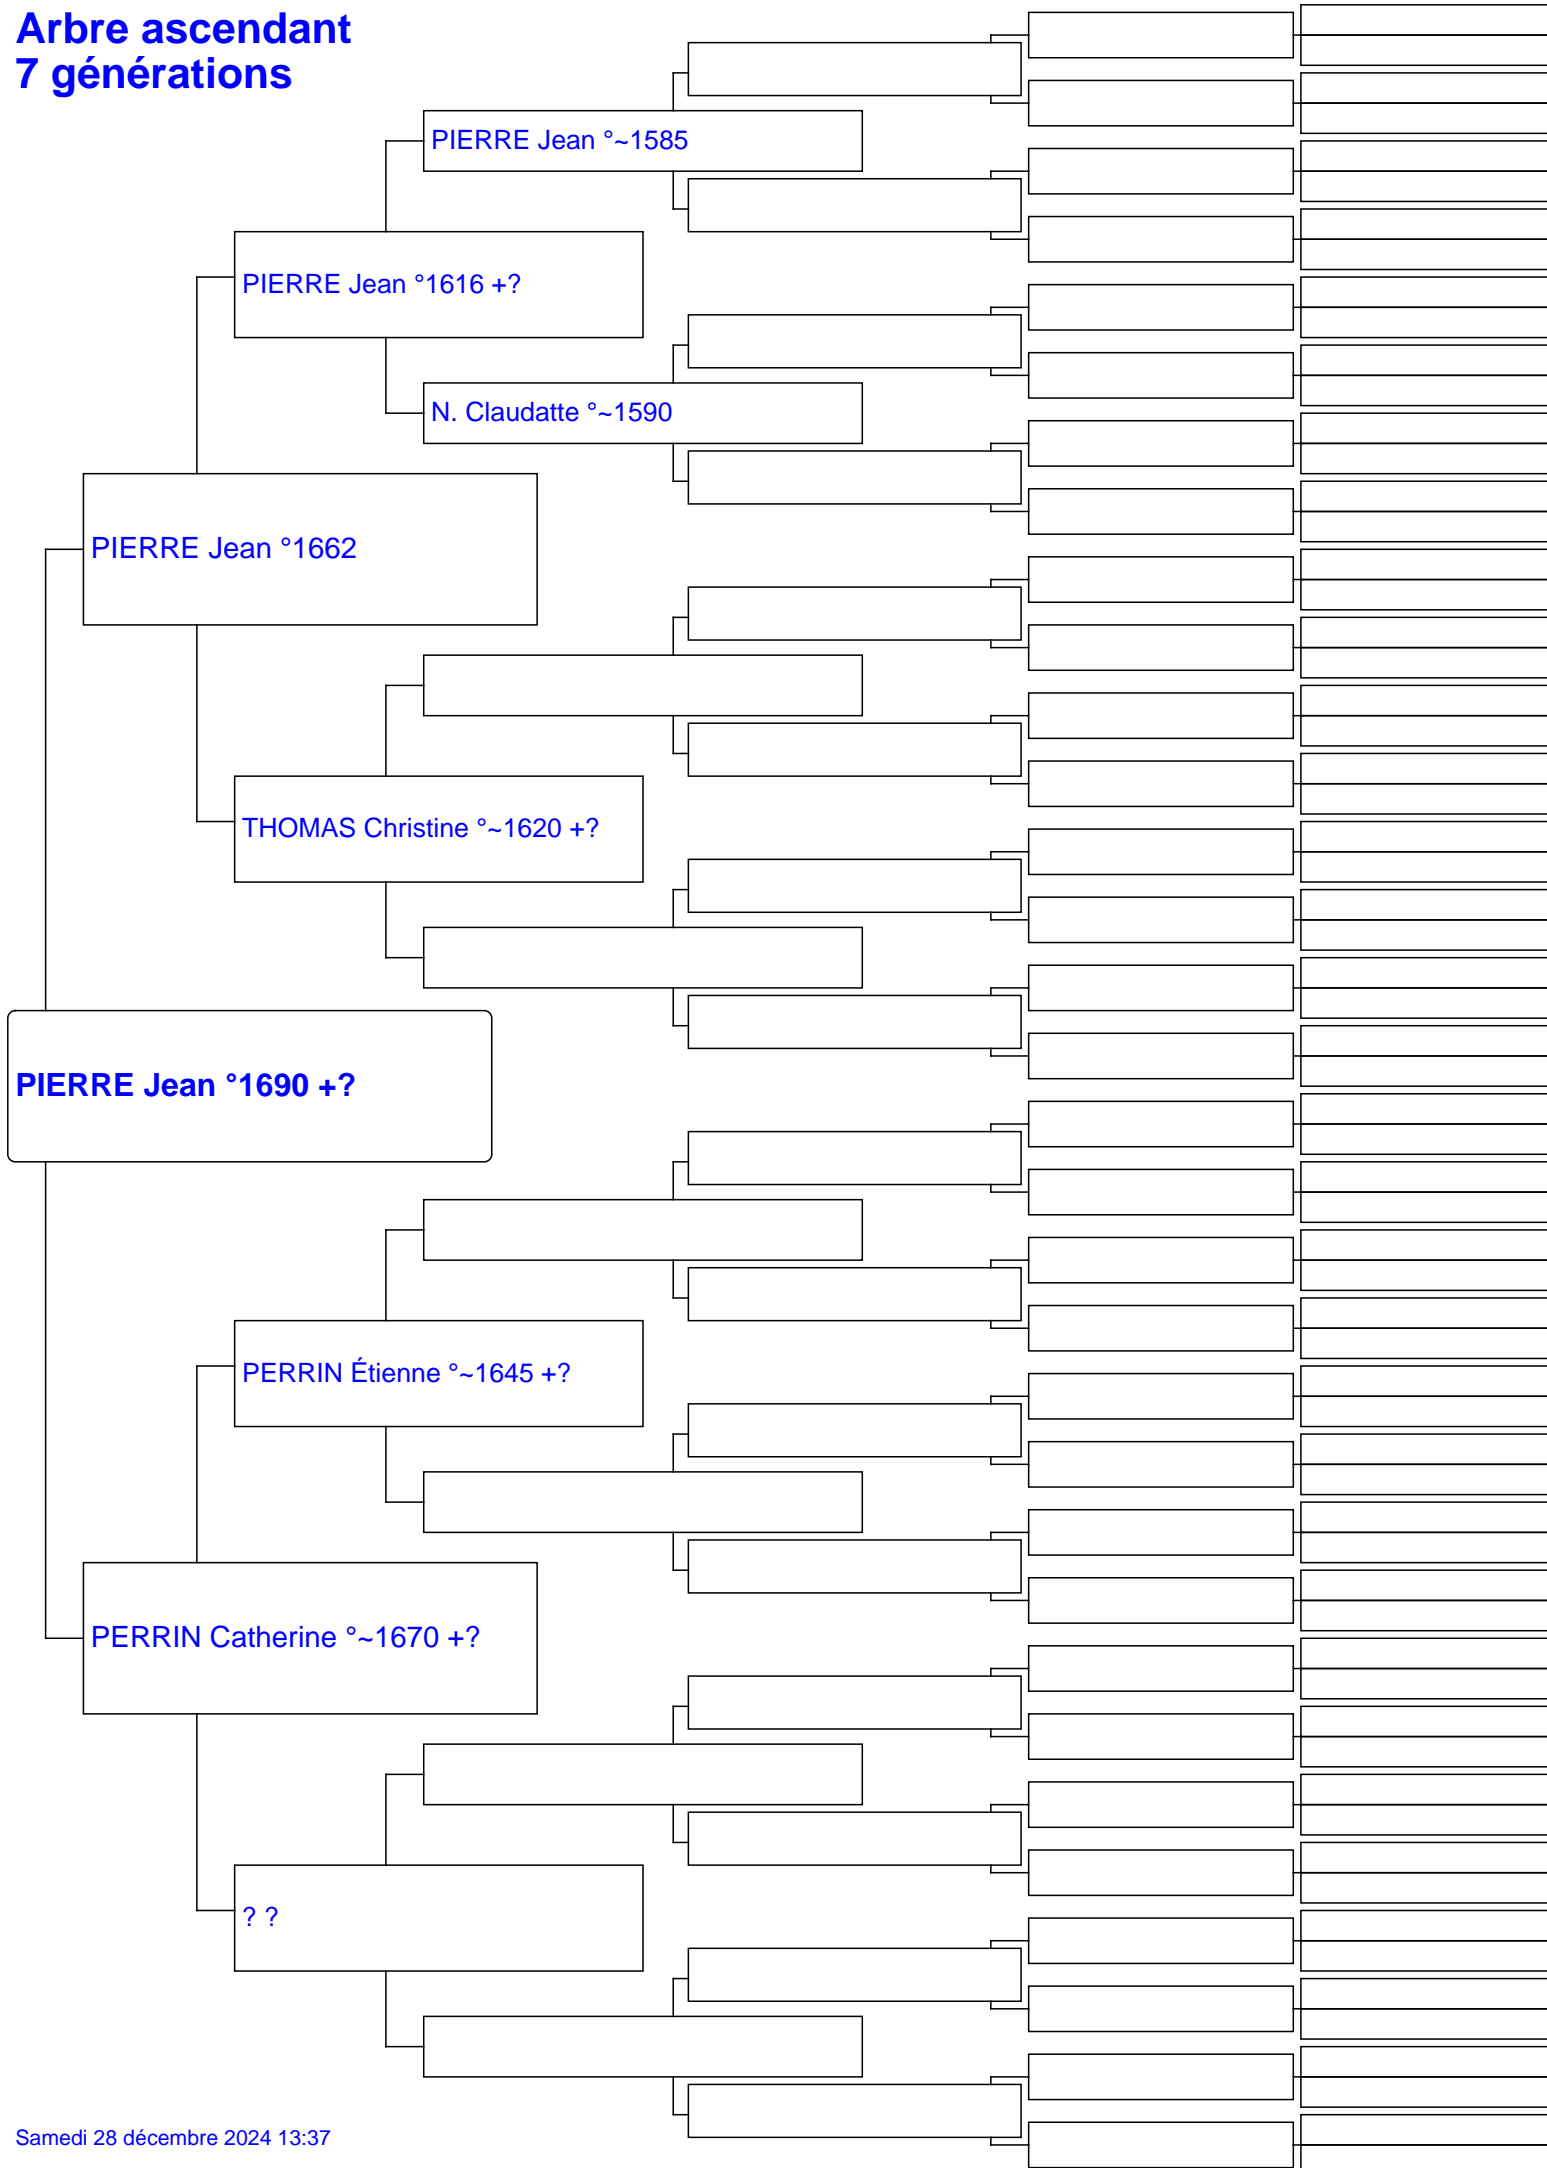 Arbre ascendant
7 générations
PIERRE Jean °~1585
PIERRE Jean °1616 +?
N. Claudatte °~1590
PIERRE Jean °1662
THOMAS Christine °~1620 +?
PIERRE Jean °1690 +?
PERRIN Étienne °~1645 +?
PERRIN Catherine °~1670 +?
? ?
Samedi 28 décembre 2024 13:37